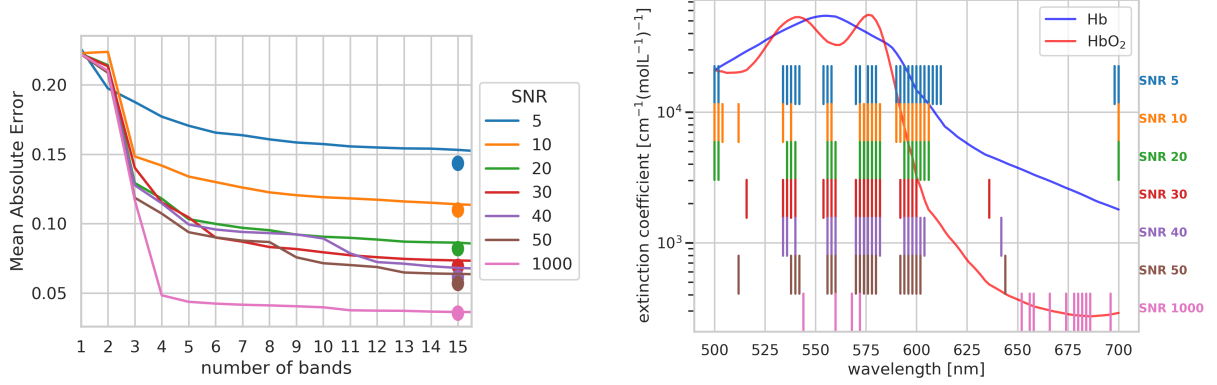 0.20
0.15
0.10
0.05
Mean Absolute Error
1 2 3 4 5 6 7 8 9 10 11 12 13 14 15
number of bands
SNR
5
10
20
30
40
50
1000
extinction coefficient [cm⁻¹(molL⁻¹)⁻¹]
10⁴
10³
Hb
HbO₂
SNR 5
SNR 10
SNR 20
SNR 30
SNR 40
SNR 50
SNR 1000
500 525 550 575 600 625 650 675 700
wavelength [nm]